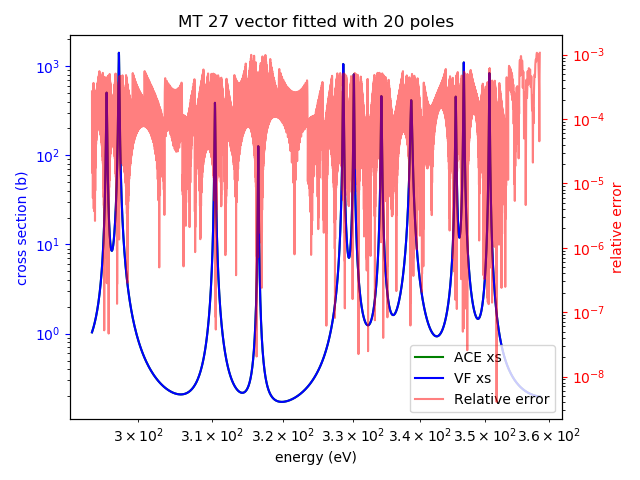 MT 27 vector fitted with 20 poles
cross section (b)
10³
10²
10¹
10⁰
10⁻³
10⁻⁴
10⁻⁵
10⁻⁶
10⁻⁷
10⁻⁸
relative error
ACE xs
VF xs
Relative error
3 × 10² 3.1 × 10² 3.2 × 10² 3.3 × 10² 3.4 × 10² 3.5 × 10² 3.6 × 10²
energy (eV)